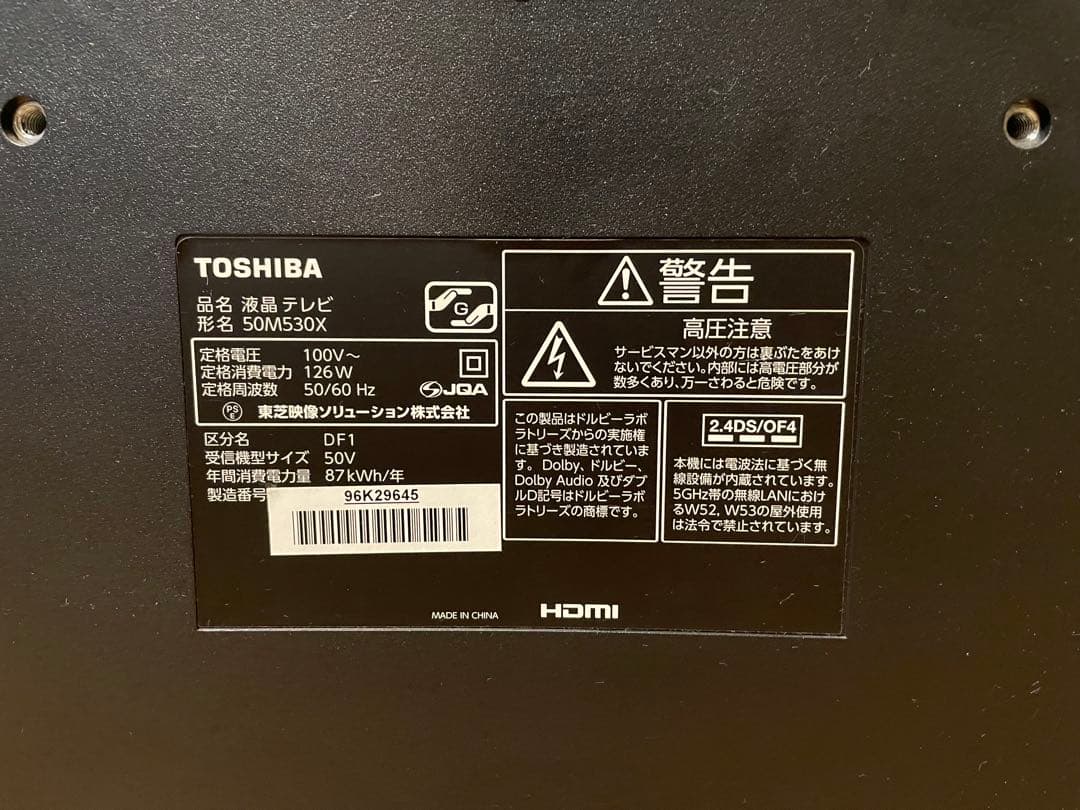 TOSHIBA
品名 液晶テレビ
形名 50M530X
G
定格電圧 100V～
定格消費電力 126W
定格周波数 50/60 Hz
JQA
PS
E
東芝映像ソリューション株式会社
区分名 DF1
受信機型サイズ 50V
年間消費電力量 87kWh/年
製造番号
96K29645
MADE IN CHINA
HDMI
警告
高圧注意
サービスマン以外の方は裏ぶたをあけ
ないでください。内部には高電圧部分が
数多くあり、万一さわると危険です。
この製品はドルビーラボ
ラトリーズからの実施権
に基づき製造されていま
す。Dolby、ドルビー、
Dolby Audio 及びダブ
ルD記号はドルビーラボ
ラトリーズの商標です。
2.4DS/OF4
本機には電波法に基づく無
線設備が内蔵されています。
5GHz帯の無線LANにおけ
るW52、W53の屋外使用
は法令で禁止されています。